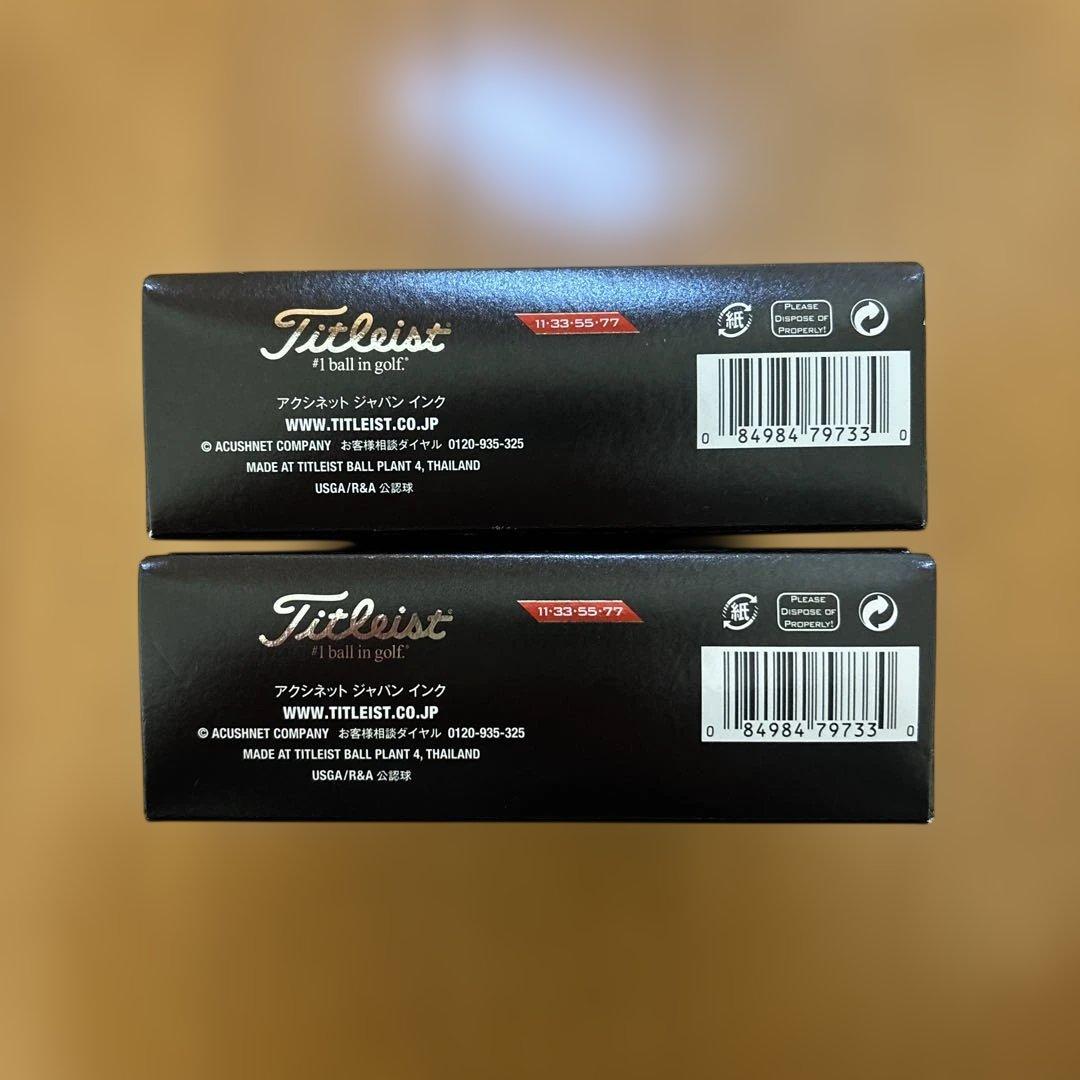 Titleist®
#1 ball in golf.®
アクシネット ジャパン インク
WWW.TITLEIST.CO.JP
© ACUSHNET COMPANY お客様相談ダイヤル 0120-935-325
MADE AT TITLEIST BALL PLANT 4, THAILAND
USGA/R&A 公認球
11·33·55·77
紙
PLEASE
DISPOSE OF
PROPERLY!
0 84984 79733 0
Titleist®
#1 ball in golf.®
アクシネット ジャパン インク
WWW.TITLEIST.CO.JP
© ACUSHNET COMPANY お客様相談ダイヤル 0120-935-325
MADE AT TITLEIST BALL PLANT 4, THAILAND
USGA/R&A 公認球
11·33·55·77
紙
PLEASE
DISPOSE OF
PROPERLY!
0 84984 79733 0